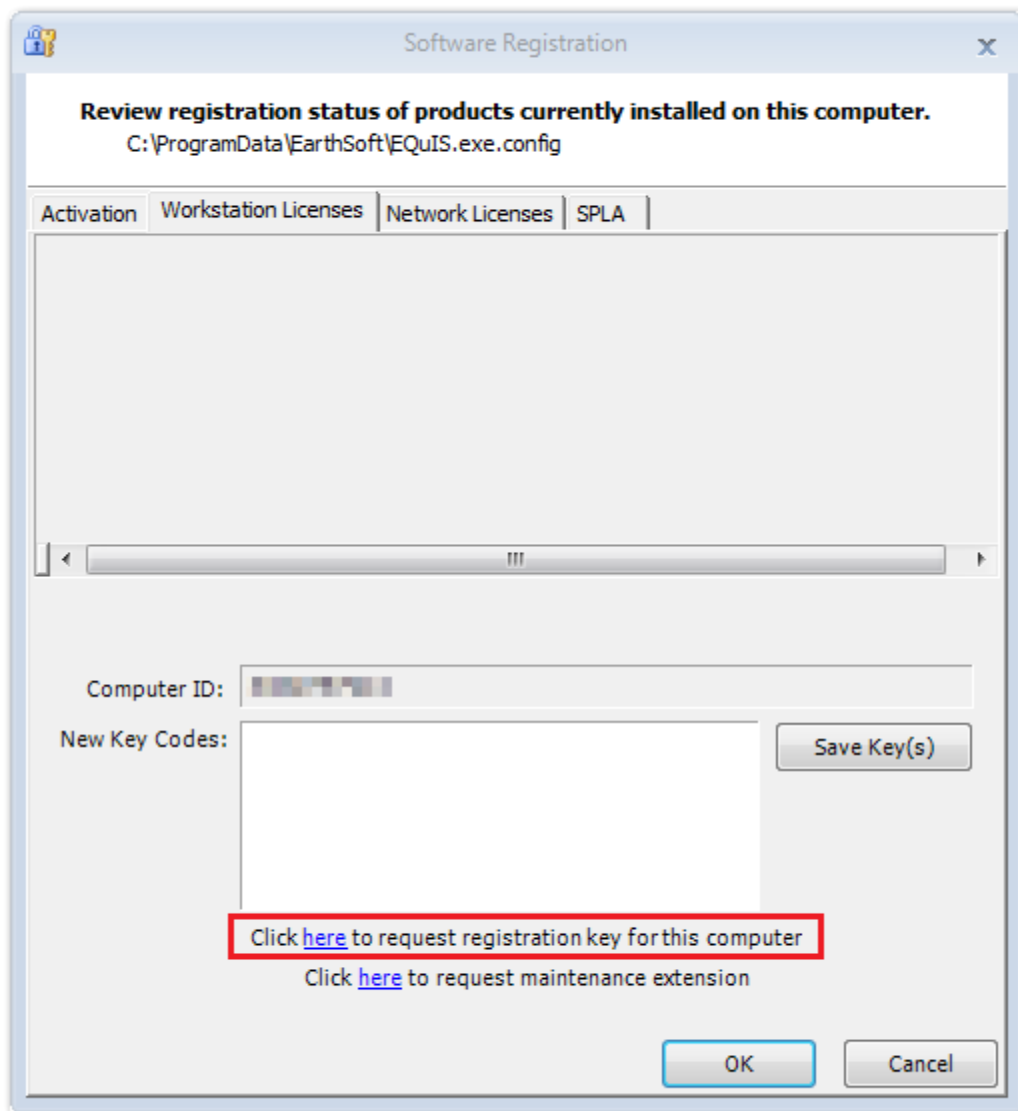 Software Registration
x
Review registration status of products currently installed on this computer.
C:\ProgramData\EarthSoft\EQuIS.exe.config
Activation Workstation Licenses Network Licenses SPLA
Computer ID:
New Key Codes:
Save Key(s)
Click here to request registration key for this computer
Click here to request maintenance extension
OK Cancel